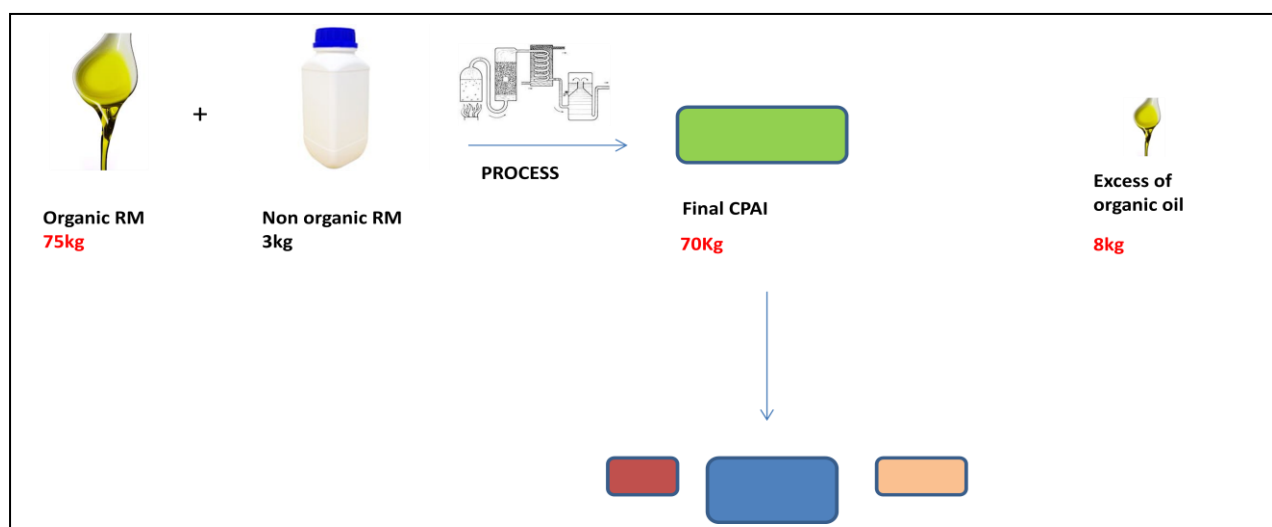 +
PROCESS
Organic RM
75kg
Non organic RM
3kg
Final CPAI
70Kg
Excess of
organic oil
8kg